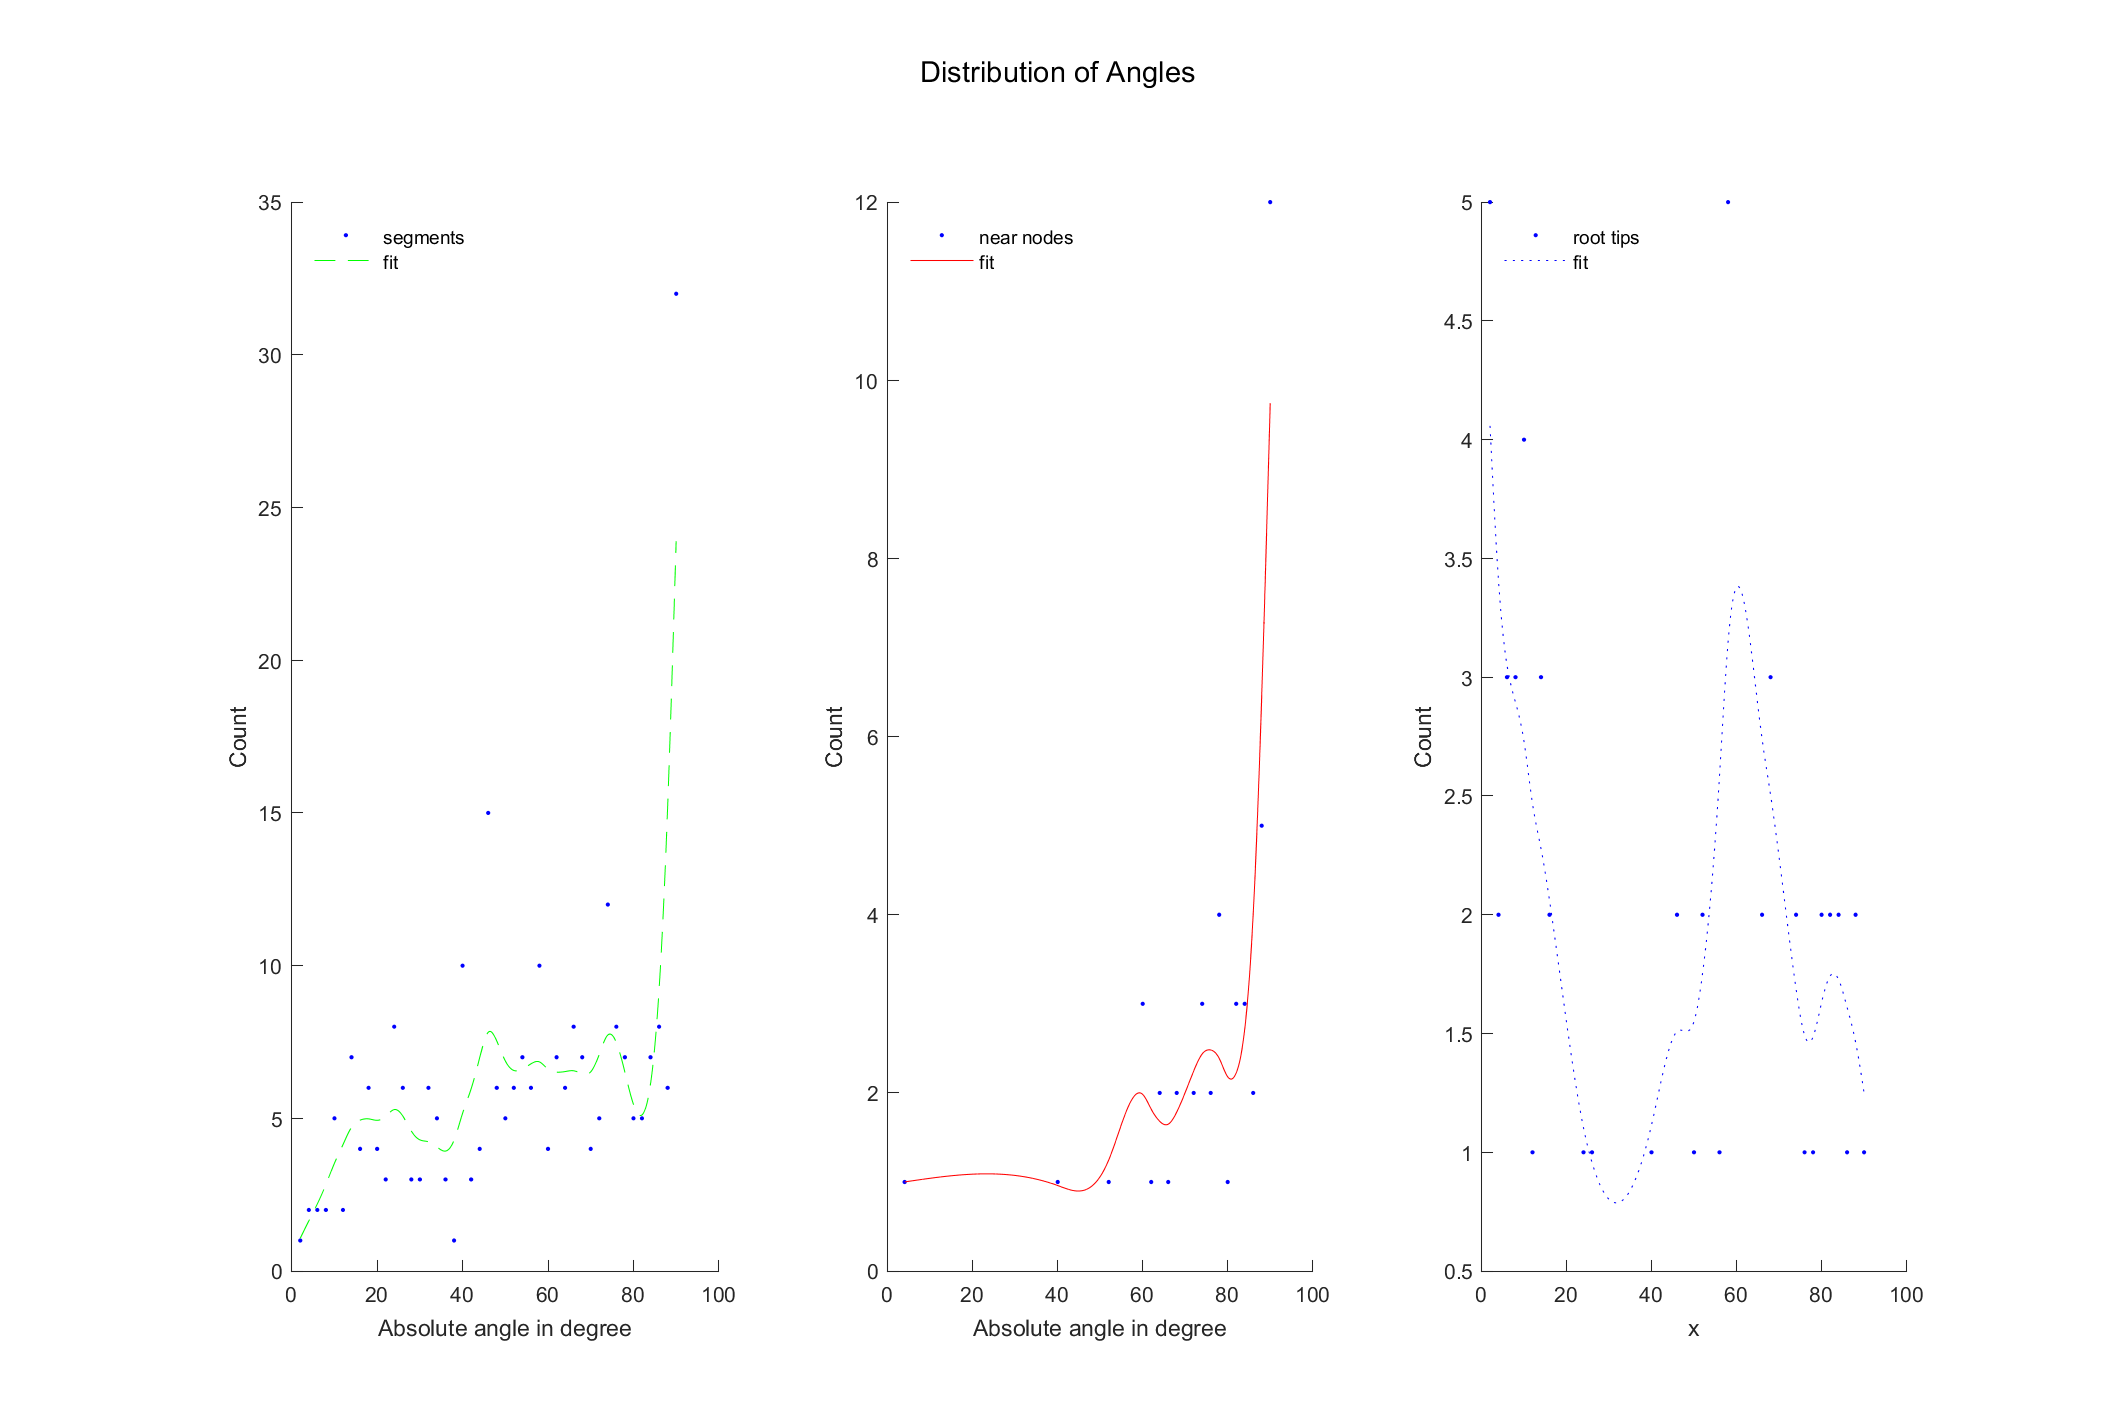 Distribution of Angles
35
30
25
20
15
10
5
0
0 20 40 60 80 100
Count
Absolute angle in degree
segments
fit
12
10
8
6
4
2
0
0 20 40 60 80 100
Count
Absolute angle in degree
near nodes
fit
5
4.5
4
3.5
3
2.5
2
1.5
1
0.5
0 20 40 60 80 100
Count
x
root tips
fit